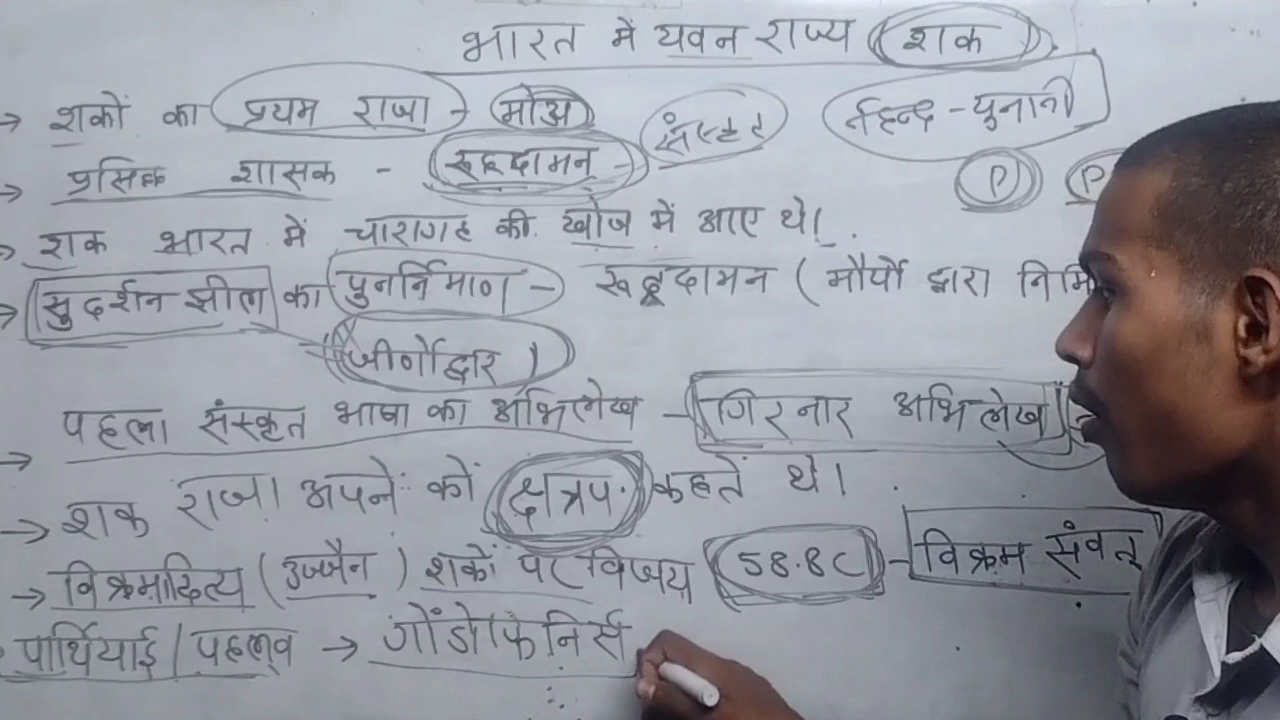 भारत में यवन राज्य (शक)
→ शकों का प्रथम राजा - मोअ हिन्द - युनानी
→ प्रसिद्ध शासक - रूद्रदामन - संस्कृत P P
→ शक भारत में चारागाह की खोज में आए थे।
→ सुदर्शन झील का पुनर्निमाण - रूद्रदामन (मौर्यो द्वारा
(जीर्णोद्वार)
→ पहला संस्कृत भाषा का अभिलेख - गिरनार अभिलेख
→ शक राजा अपने को क्षत्रप कहते थे।
→ विक्रमादित्य (उज्जैन) शकों पर विजय 58.BC - विक्रम संवत्
पार्थियाई / पहलव → गोंडोफिनिर्स